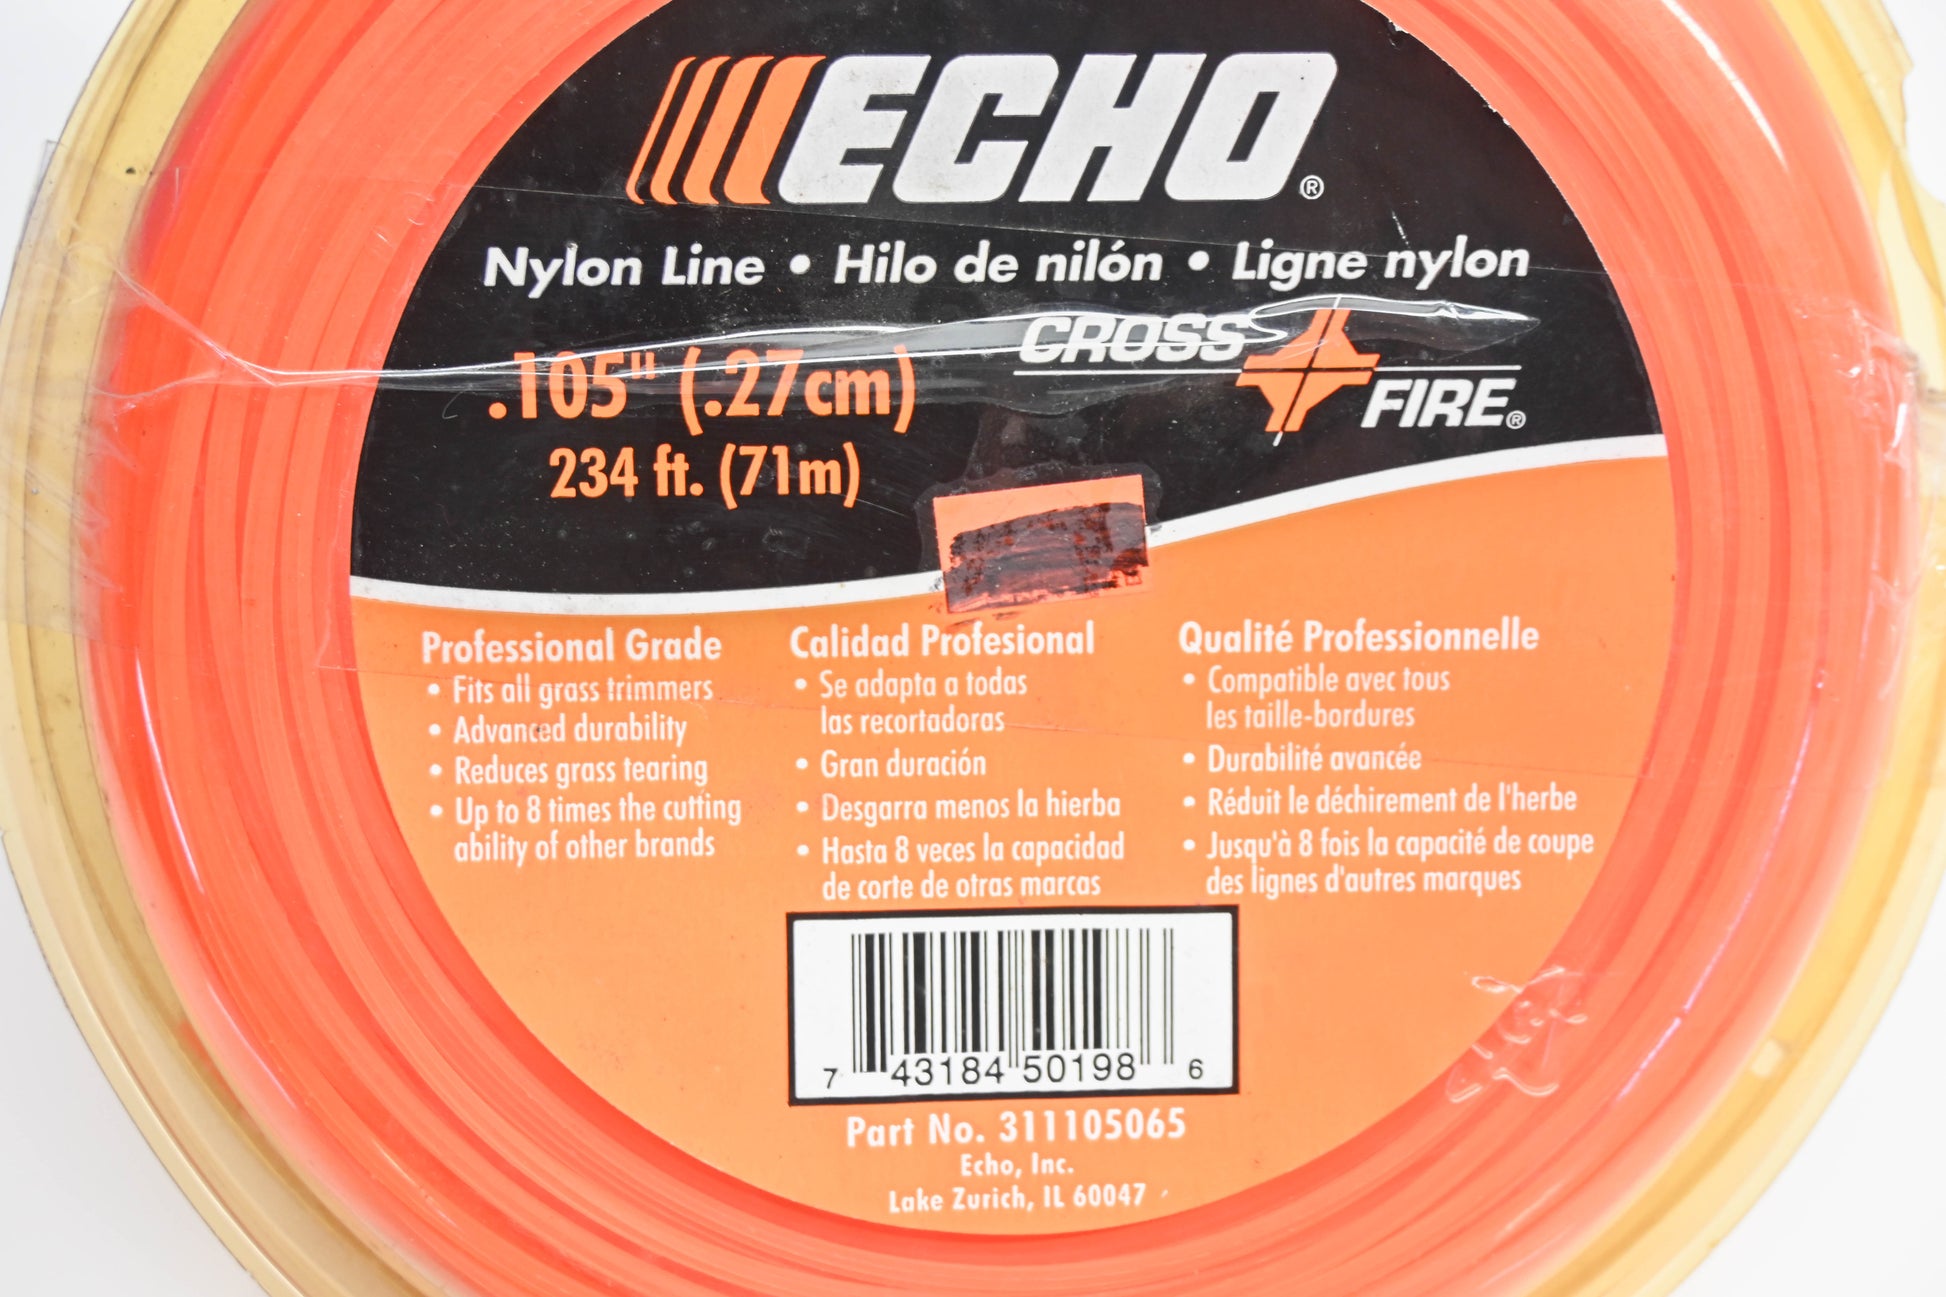 ECHO®
Nylon Line • Hilo de nilón • Ligne nylon
.105" (.27cm)
234 ft. (71m)
CROSS
FIRE®
Professional Grade
• Fits all grass trimmers
• Advanced durability
• Reduces grass tearing
• Up to 8 times the cutting
ability of other brands
Calidad Profesional
• Se adapta a todas
las recortadoras
• Gran duración
• Desgarra menos la hierba
• Hasta 8 veces la capacidad
de corte de otras marcas
Qualité Professionnelle
• Compatible avec tous
les taille-bordures
• Durabilité avancée
• Réduit le déchirement de l'herbe
• Jusqu'à 8 fois la capacité de coupe
des lignes d'autres marques
7 43184 50198 6
Part No. 311105065
Echo, Inc.
Lake Zurich, IL 60047